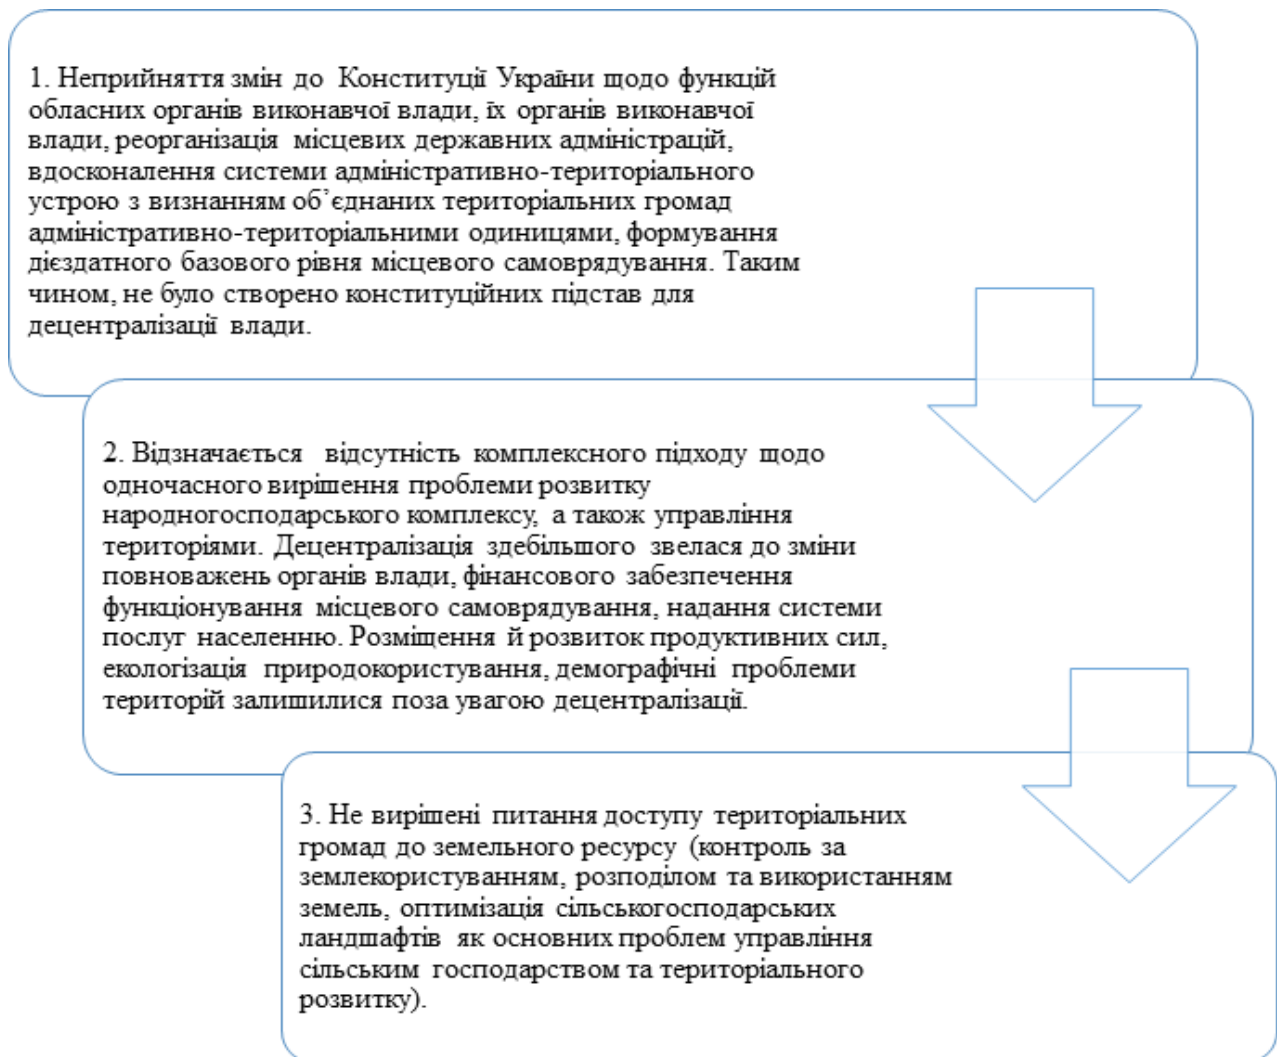 1. Неприйняття змін до Конституції України щодо функцій
обласних органів виконавчої влади, їх органів виконавчої
влади, реорганізація місцевих державних адміністрацій,
вдосконалення системи адміністративно-територіального
устрою з визнанням об’єднаних територіальних громад
адміністративно-територіальними одиницями, формування
дієздатного базового рівня місцевого самоврядування. Таким
чином, не було створено конституційних підстав для
децентралізації влади.
2. Відзначається відсутність комплексного підходу щодо
одночасного вирішення проблеми розвитку
народногосподарського комплексу, а також управління
територіями. Децентралізація здебільшого звелася до зміни
повноважень органів влади, фінансового забезпечення
функціонування місцевого самоврядування, надання системи
послуг населенню. Розміщення й розвиток продуктивних сил,
екологізація природокористування, демографічні проблеми
територій залишилися поза увагою децентралізації.
3. Не вирішені питання доступу територіальних
громад до земельного ресурсу (контроль за
землекористуванням, розподілом та використанням
земель, оптимізація сільськогосподарських
ландшафтів як основних проблем управління
сільським господарством та територіального
розвитку).